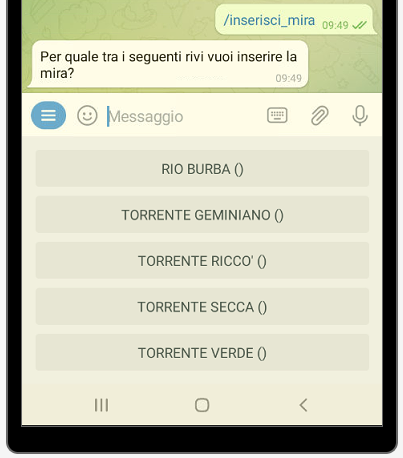 /inserisci_mira 09:49
Per quale tra i seguenti rivi vuoi inserire la
mira?
09:49
Messaggio
RIO BURBA ()
TORRENTE GEMINIANO ()
TORRENTE RICCO' ()
TORRENTE SECCA ()
TORRENTE VERDE ()